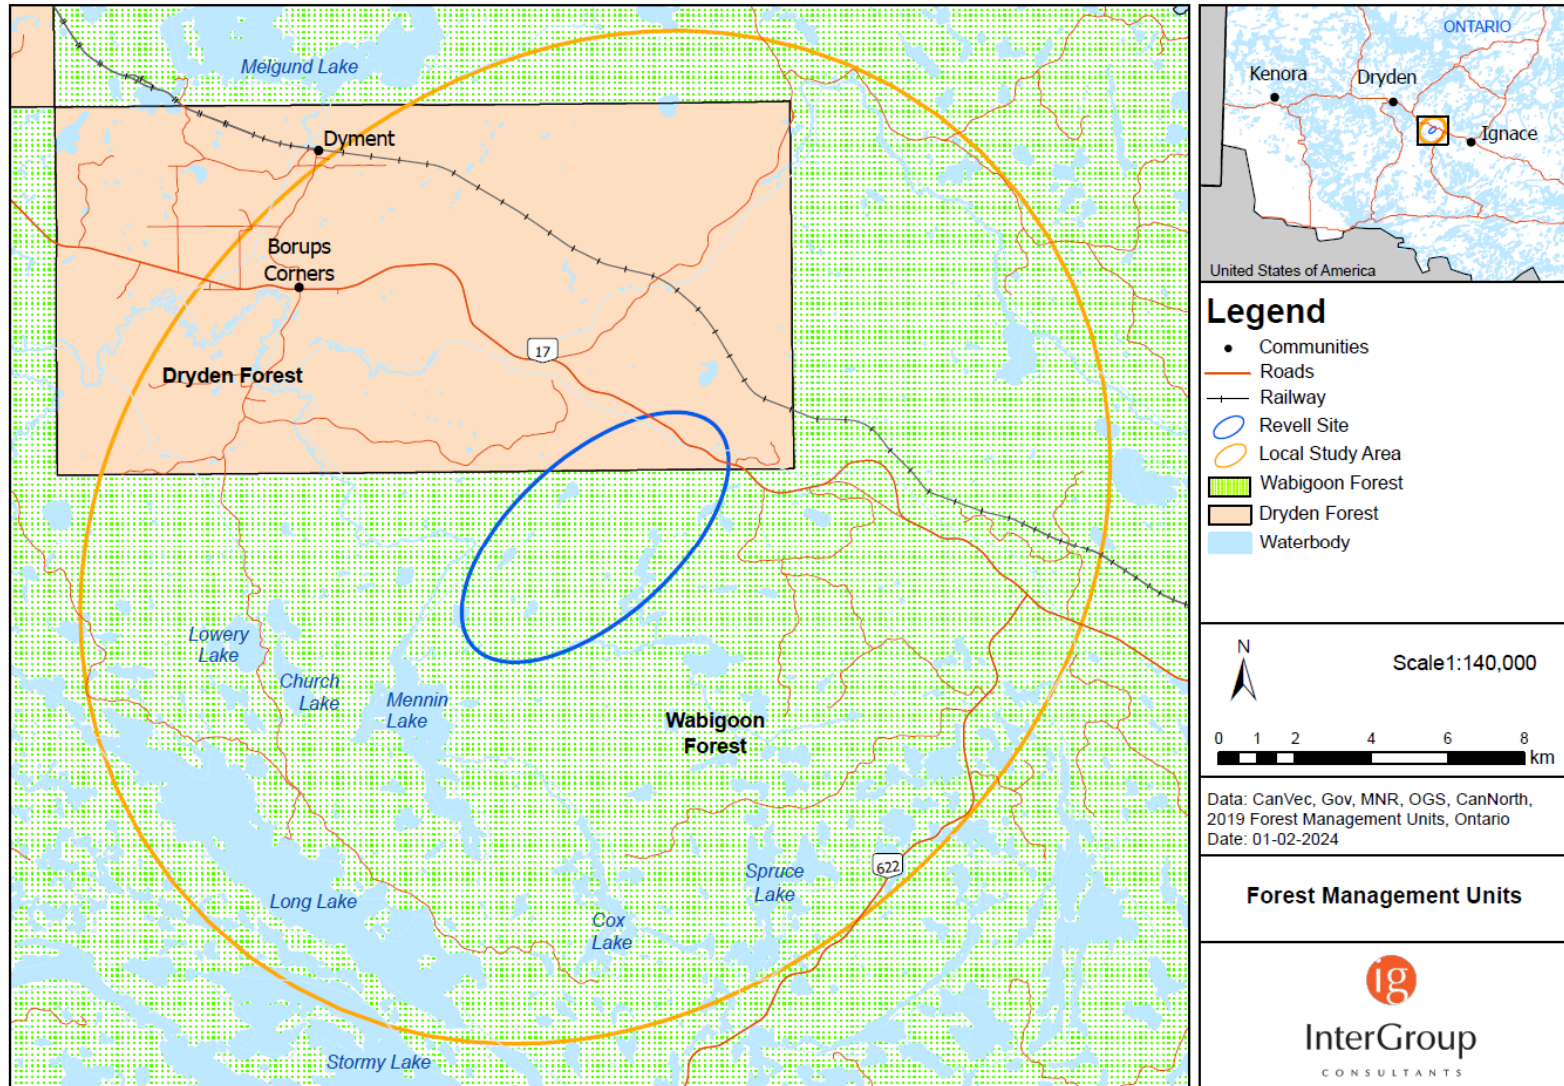 Melgund Lake
Dyment
Borups
Corners
17
Dryden Forest
Lowery
Lake
Church
Lake
Mennin
Lake
Wabigoon
Forest
Spruce
Lake
622
Long Lake
Cox
Lake
Stormy Lake
ONTARIO
Kenora
Dryden
Ignace
United States of America
Legend
Communities
Roads
Railway
Revell Site
Local Study Area
Wabigoon Forest
Dryden Forest
Waterbody
N
Scale1:140,000
0 1 2 4 6 8
km
Data: CanVec, Gov, MNR, OGS, CanNorth,
2019 Forest Management Units, Ontario
Date: 01-02-2024
Forest Management Units
ig
InterGroup
CONSULTANTS